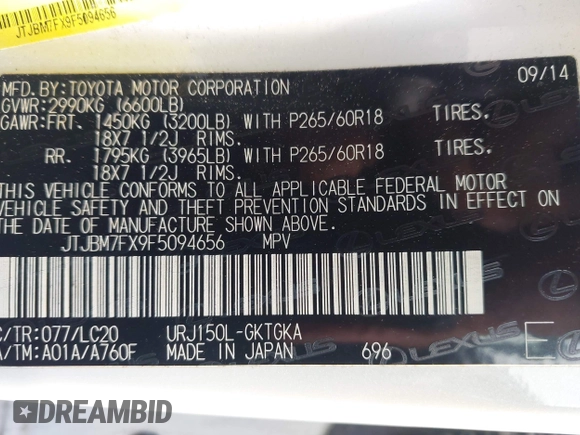 JTJBM7FX9F5094656
MFD.BY:TOYOTA MOTOR CORPORATION 09/14
GVWR:2990KG (6600LB)
GAWR:FRT. 1450KG (3200LB) WITH P265/60R18 TIRES.
18X7 1/2J RIMS.
RR. 1795KG (3965LB) WITH P265/60R18 TIRES.
18X7 1/2J RIMS.
THIS VEHICLE CONFORMS TO ALL APPLICABLE FEDERAL MOTOR
VEHICLE SAFETY AND THEFT PREVENTION STANDARDS IN EFFECT ON
THE DATE OF MANUFACTURE SHOWN ABOVE.
JTJBM7FX9F5094656 MPV
C/TR:077/LC20 URJ150L-GKTGKA
A/TM:A01A/A760F MADE IN JAPAN 696 E
LEXUS
DREAMBID